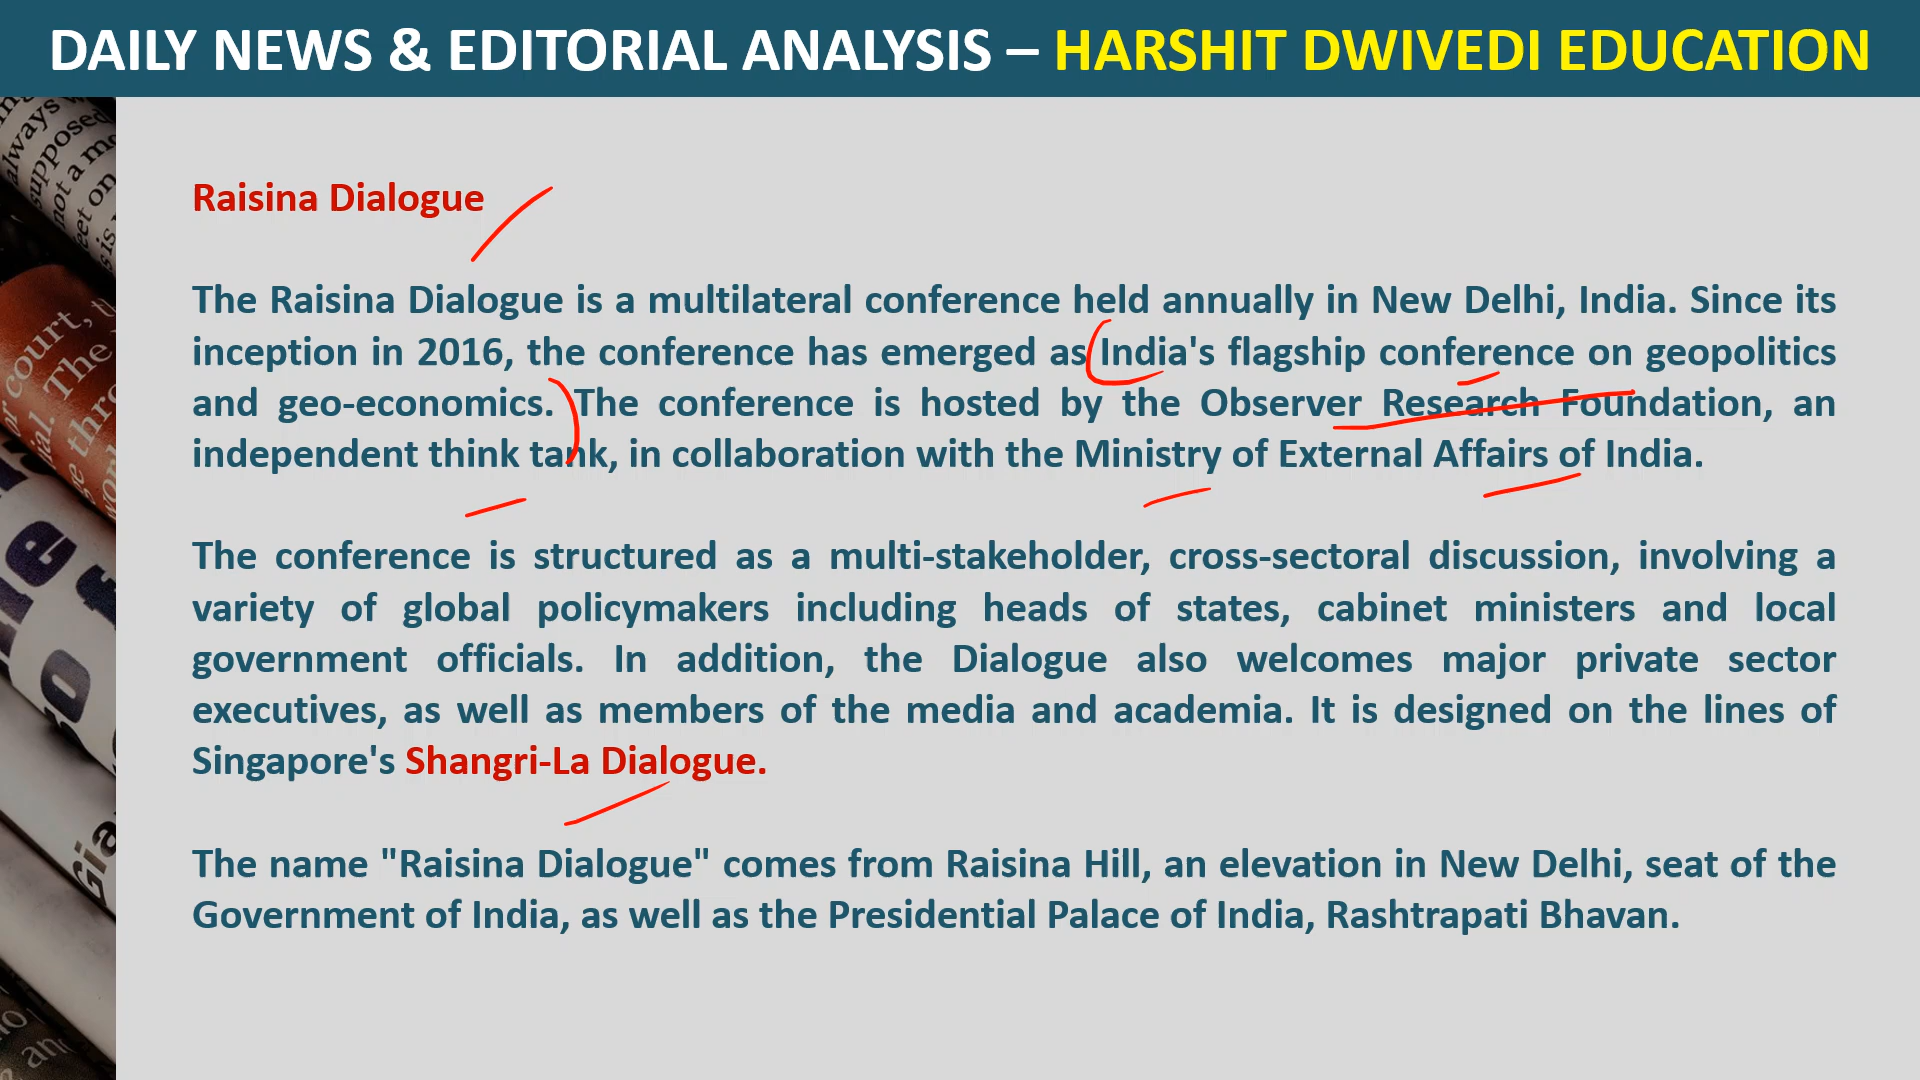 DAILY NEWS & EDITORIAL ANALYSIS – HARSHIT DWIVEDI EDUCATION
always
supposed
not a
court,
The
Raisina Dialogue
The Raisina Dialogue is a multilateral conference held annually in New Delhi, India. Since its
inception in 2016, the conference has emerged as India's flagship conference on geopolitics
and geo-economics. The conference is hosted by the Observer Research Foundation, an
independent think tank, in collaboration with the Ministry of External Affairs of India.
The conference is structured as a multi-stakeholder, cross-sectoral discussion, involving a
variety of global policymakers including heads of states, cabinet ministers and local
government officials. In addition, the Dialogue also welcomes major private sector
executives, as well as members of the media and academia. It is designed on the lines of
Singapore's Shangri-La Dialogue.
The name "Raisina Dialogue" comes from Raisina Hill, an elevation in New Delhi, seat of the
Government of India, as well as the Presidential Palace of India, Rashtrapati Bhavan.